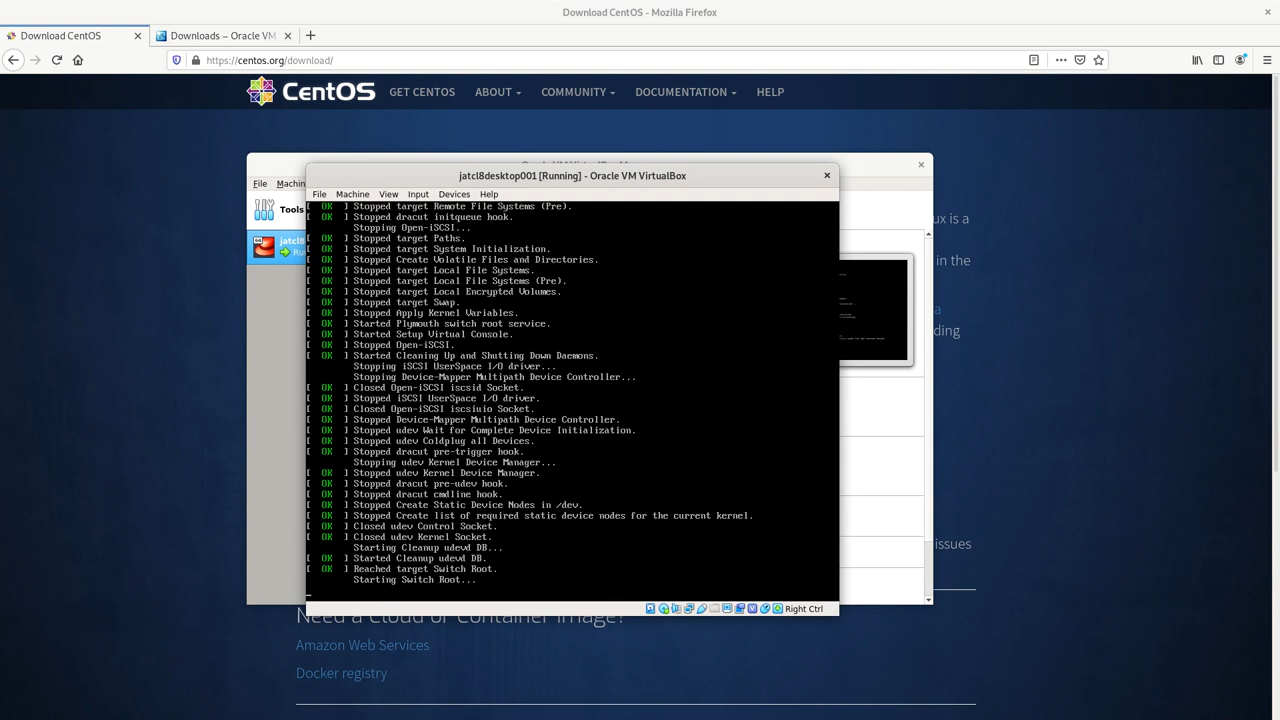 Download CentOS - Mozilla Firefox
Download CentOS
Downloads – Oracle VM
https://centos.org/download/
CentOS GET CENTOS ABOUT COMMUNITY DOCUMENTATION HELP
jatcl8desktop001 [Running] - Oracle VM VirtualBox
File Machin
File Machine View Input Devices Help
Tools
jatcl8
Ru
[ OK ] Stopped target Remote File Systems (Pre).
[ OK ] Stopped dracut initqueue hook.
Stopping Open-iSCSI...
[ OK ] Stopped target Paths.
[ OK ] Stopped target System Initialization.
[ OK ] Stopped Create Volatile Files and Directories.
[ OK ] Stopped target Local File Systems.
[ OK ] Stopped target Local File Systems (Pre).
[ OK ] Stopped target Local Encrypted Volumes.
[ OK ] Stopped target Swap.
[ OK ] Stopped Apply Kernel Variables.
[ OK ] Started Plymouth switch root service.
[ OK ] Started Setup Virtual Console.
[ OK ] Stopped Open-iSCSI.
[ OK ] Started Cleaning Up and Shutting Down Daemons.
Stopping iSCSI UserSpace I/O driver...
Stopping Device-Mapper Multipath Device Controller...
[ OK ] Closed Open-iSCSI iscsid Socket.
[ OK ] Stopped iSCSI UserSpace I/O driver.
[ OK ] Closed Open-iSCSI iscsiuio Socket.
[ OK ] Stopped Device-Mapper Multipath Device Controller.
[ OK ] Stopped udev Wait for Complete Device Initialization.
[ OK ] Stopped udev Coldplug all Devices.
[ OK ] Stopped dracut pre-trigger hook.
Stopping udev Kernel Device Manager...
[ OK ] Stopped udev Kernel Device Manager.
[ OK ] Stopped dracut pre-udev hook.
[ OK ] Stopped dracut cmdline hook.
[ OK ] Stopped Create Static Device Nodes in /dev.
[ OK ] Stopped Create list of required static device nodes for the current kernel.
[ OK ] Closed udev Control Socket.
[ OK ] Closed udev Kernel Socket.
Starting Cleanup udevd DB...
[ OK ] Started Cleanup udevd DB.
[ OK ] Reached target Switch Root.
Starting Switch Root...
Right Ctrl
ux is a
in the
a
ding
issues
Need a Cloud or Container image?
Amazon Web Services
Docker registry